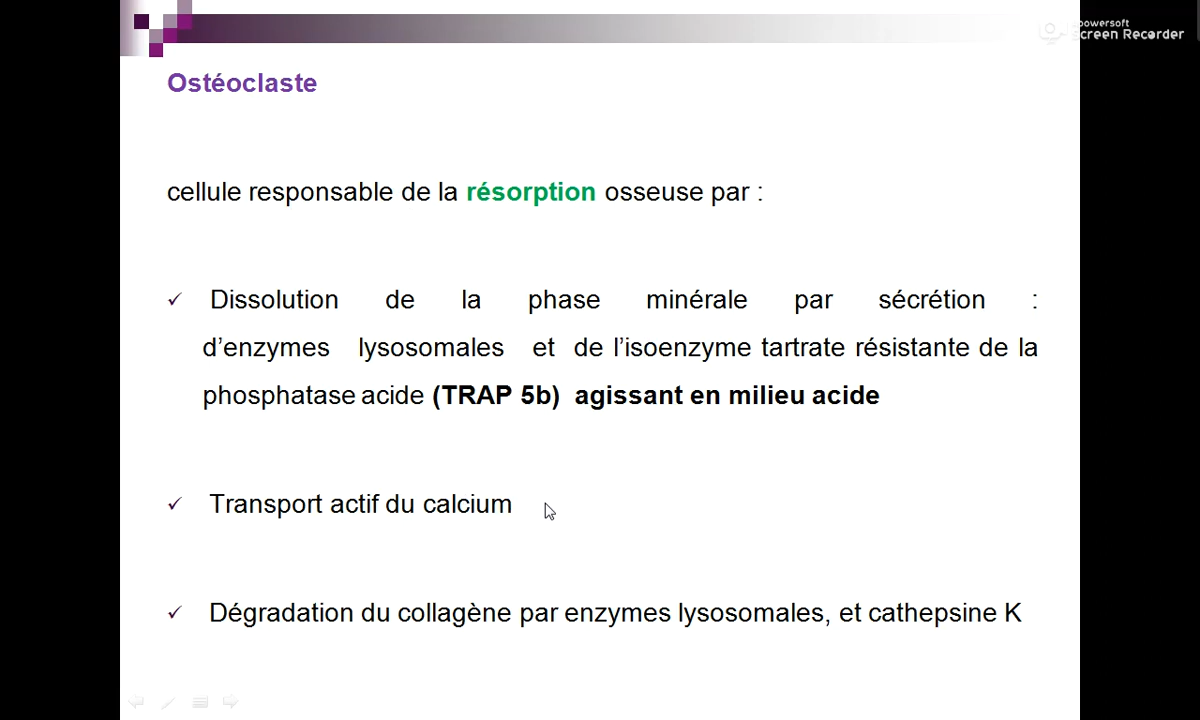 powersoft
Screen Recorder
Ostéoclaste
cellule responsable de la résorption osseuse par :
✓ Dissolution de la phase minérale par sécrétion :
d’enzymes lysosomales et de l’isoenzyme tartrate résistante de la
phosphatase acide (TRAP 5b) agissant en milieu acide
✓ Transport actif du calcium
✓ Dégradation du collagène par enzymes lysosomales, et cathepsine K